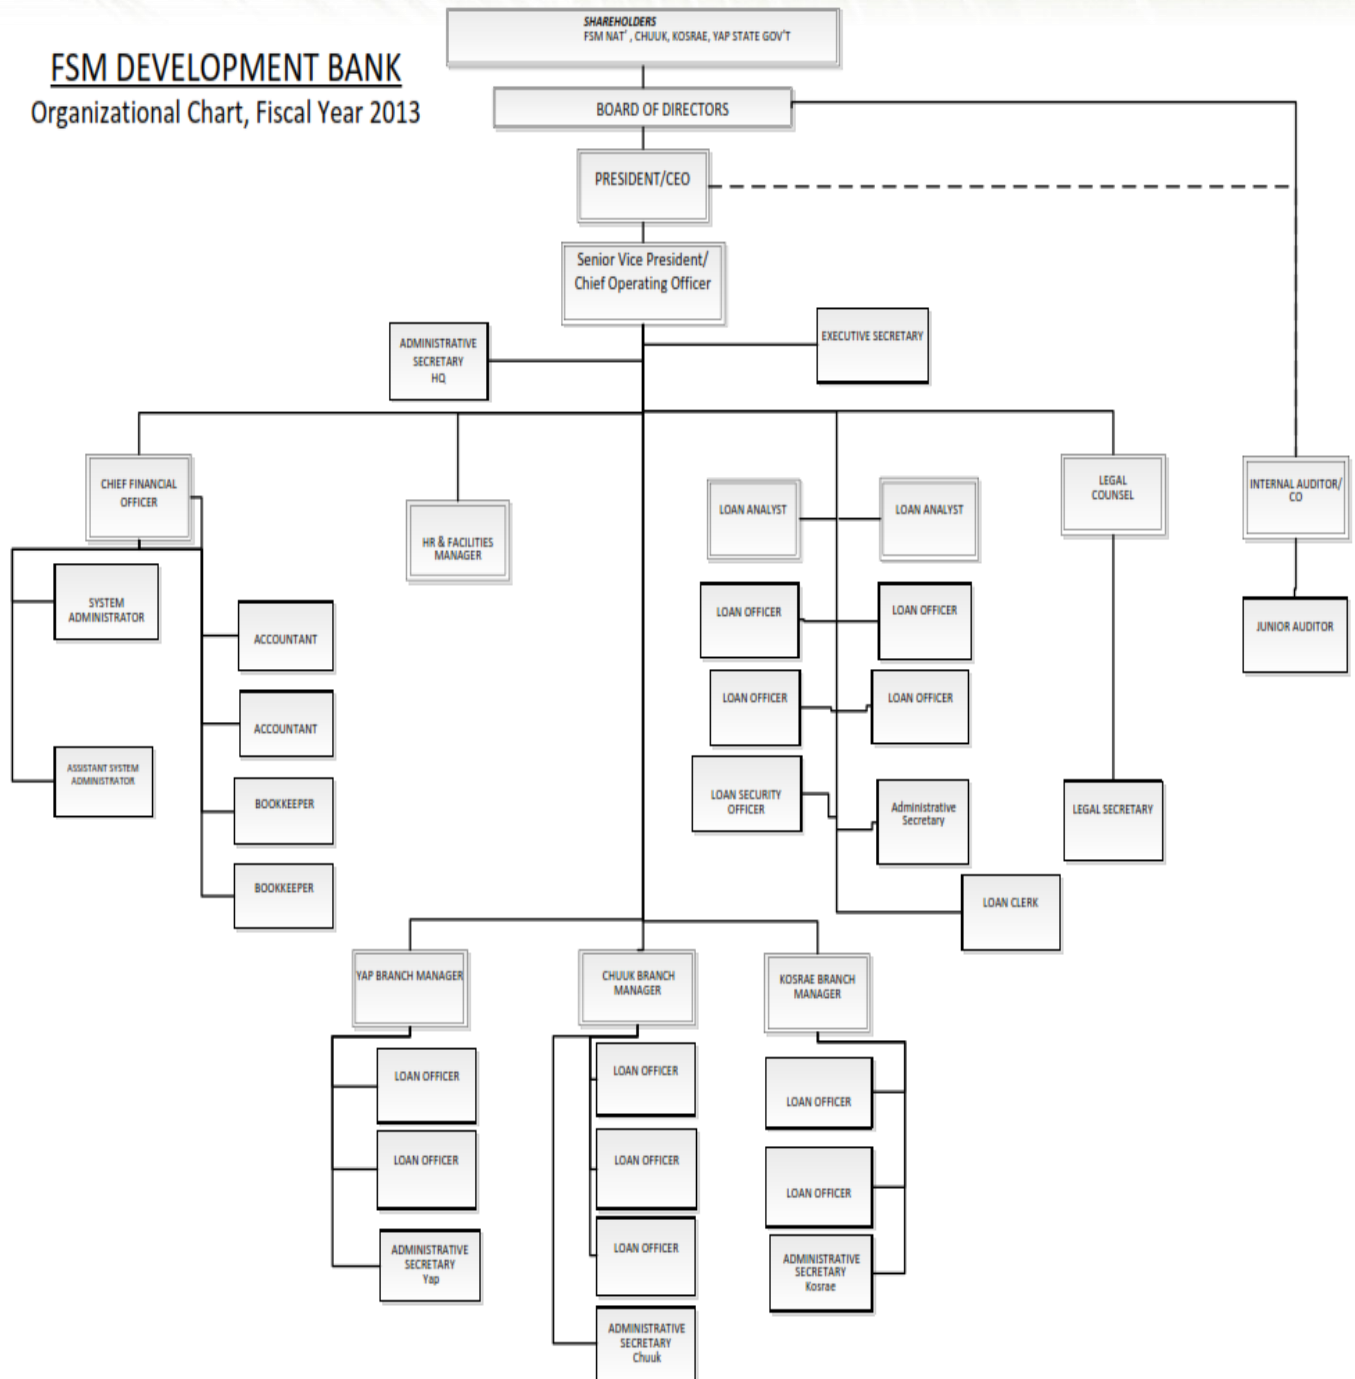 SHAREHOLDERS
FSM NAT' , CHUUK, KOSRAE, YAP STATE GOV'T
FSM DEVELOPMENT BANK
Organizational Chart, Fiscal Year 2013
BOARD OF DIRECTORS
PRESIDENT/CEO
Senior Vice President/
Chief Operating Officer
ADMINISTRATIVE
SECRETARY
HQ
EXECUTIVE SECRETARY
CHIEF FINANCIAL
OFFICER
HR & FACILITIES
MANAGER
LOAN ANALYST
LOAN ANALYST
LEGAL
COUNSEL
INTERNAL AUDITOR/
CO
SYSTEM
ADMINISTRATOR
ACCOUNTANT
LOAN OFFICER
LOAN OFFICER
JUNIOR AUDITOR
ACCOUNTANT
LOAN OFFICER
LOAN OFFICER
ASSISTANT SYSTEM
ADMINISTRATOR
BOOKKEEPER
LOAN SECURITY
OFFICER
Administrative
Secretary
LEGAL SECRETARY
BOOKKEEPER
LOAN CLERK
YAP BRANCH MANAGER
CHUUK BRANCH
MANAGER
KOSRAE BRANCH
MANAGER
LOAN OFFICER
LOAN OFFICER
ADMINISTRATIVE
SECRETARY
Yap
LOAN OFFICER
LOAN OFFICER
LOAN OFFICER
ADMINISTRATIVE
SECRETARY
Chuuk
LOAN OFFICER
LOAN OFFICER
ADMINISTRATIVE
SECRETARY
Kosrae